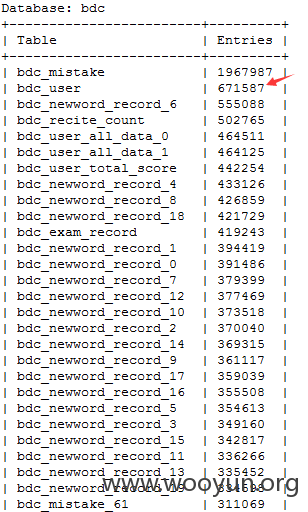 Database: bdc
+------------------------+---------+
| Table | Entries |
+------------------------+---------+
| bdc_mistake | 1967987 |
| bdc_user | 671587 |
| bdc_newword_record_6 | 555088 |
| bdc_recite_count | 502765 |
| bdc_user_all_data_0 | 464511 |
| bdc_user_all_data_1 | 464125 |
| bdc_user_total_score | 442254 |
| bdc_newword_record_4 | 433126 |
| bdc_newword_record_8 | 426859 |
| bdc_newword_record_18 | 421729 |
| bdc_exam_record | 419243 |
| bdc_newword_record_1 | 394419 |
| bdc_newword_record_0 | 391486 |
| bdc_newword_record_7 | 379399 |
| bdc_newword_record_12 | 377469 |
| bdc_newword_record_10 | 373518 |
| bdc_newword_record_2 | 370040 |
| bdc_newword_record_14 | 369315 |
| bdc_newword_record_9 | 361117 |
| bdc_newword_record_17 | 359039 |
| bdc_newword_record_16 | 355508 |
| bdc_newword_record_5 | 354613 |
| bdc_newword_record_3 | 349160 |
| bdc_newword_record_15 | 342817 |
| bdc_newword_record_11 | 336266 |
| bdc_newword_record_13 | 335452 |
www.wooyun.org
| bdc_mistake_61 | 311069 |